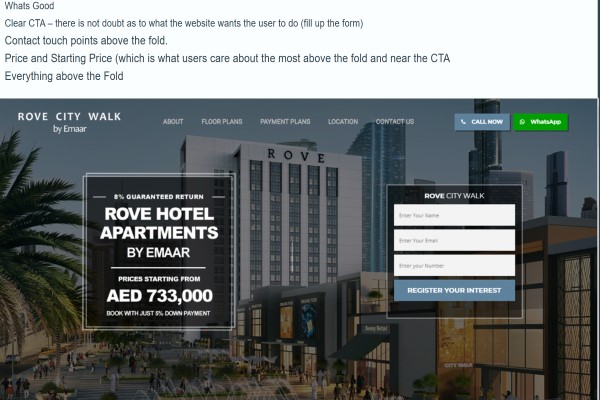 Whats Good
Clear CTA – there is not doubt as to what the website wants the user to do (fill up the form)
Contact touch points above the fold.
Price and Starting Price (which is what users care about the most above the fold and near the CTA
Everything above the Fold
ROVE CITY WALK
by Emaar
ABOUT FLOOR PLANS PAYMENT PLANS LOCATION CONTACT US
CALL NOW WhatsApp
ROVE
8% GUARANTEED RETURN
ROVE HOTEL
APARTMENTS
BY EMAAR
PRICES STARTING FROM
AED 733,000
BOOK WITH JUST 5% DOWN PAYMENT
ROVE CITY WALK
Enter Your Name
Enter Your Email
Enter your Number
REGISTER YOUR INTEREST
CITY WALK